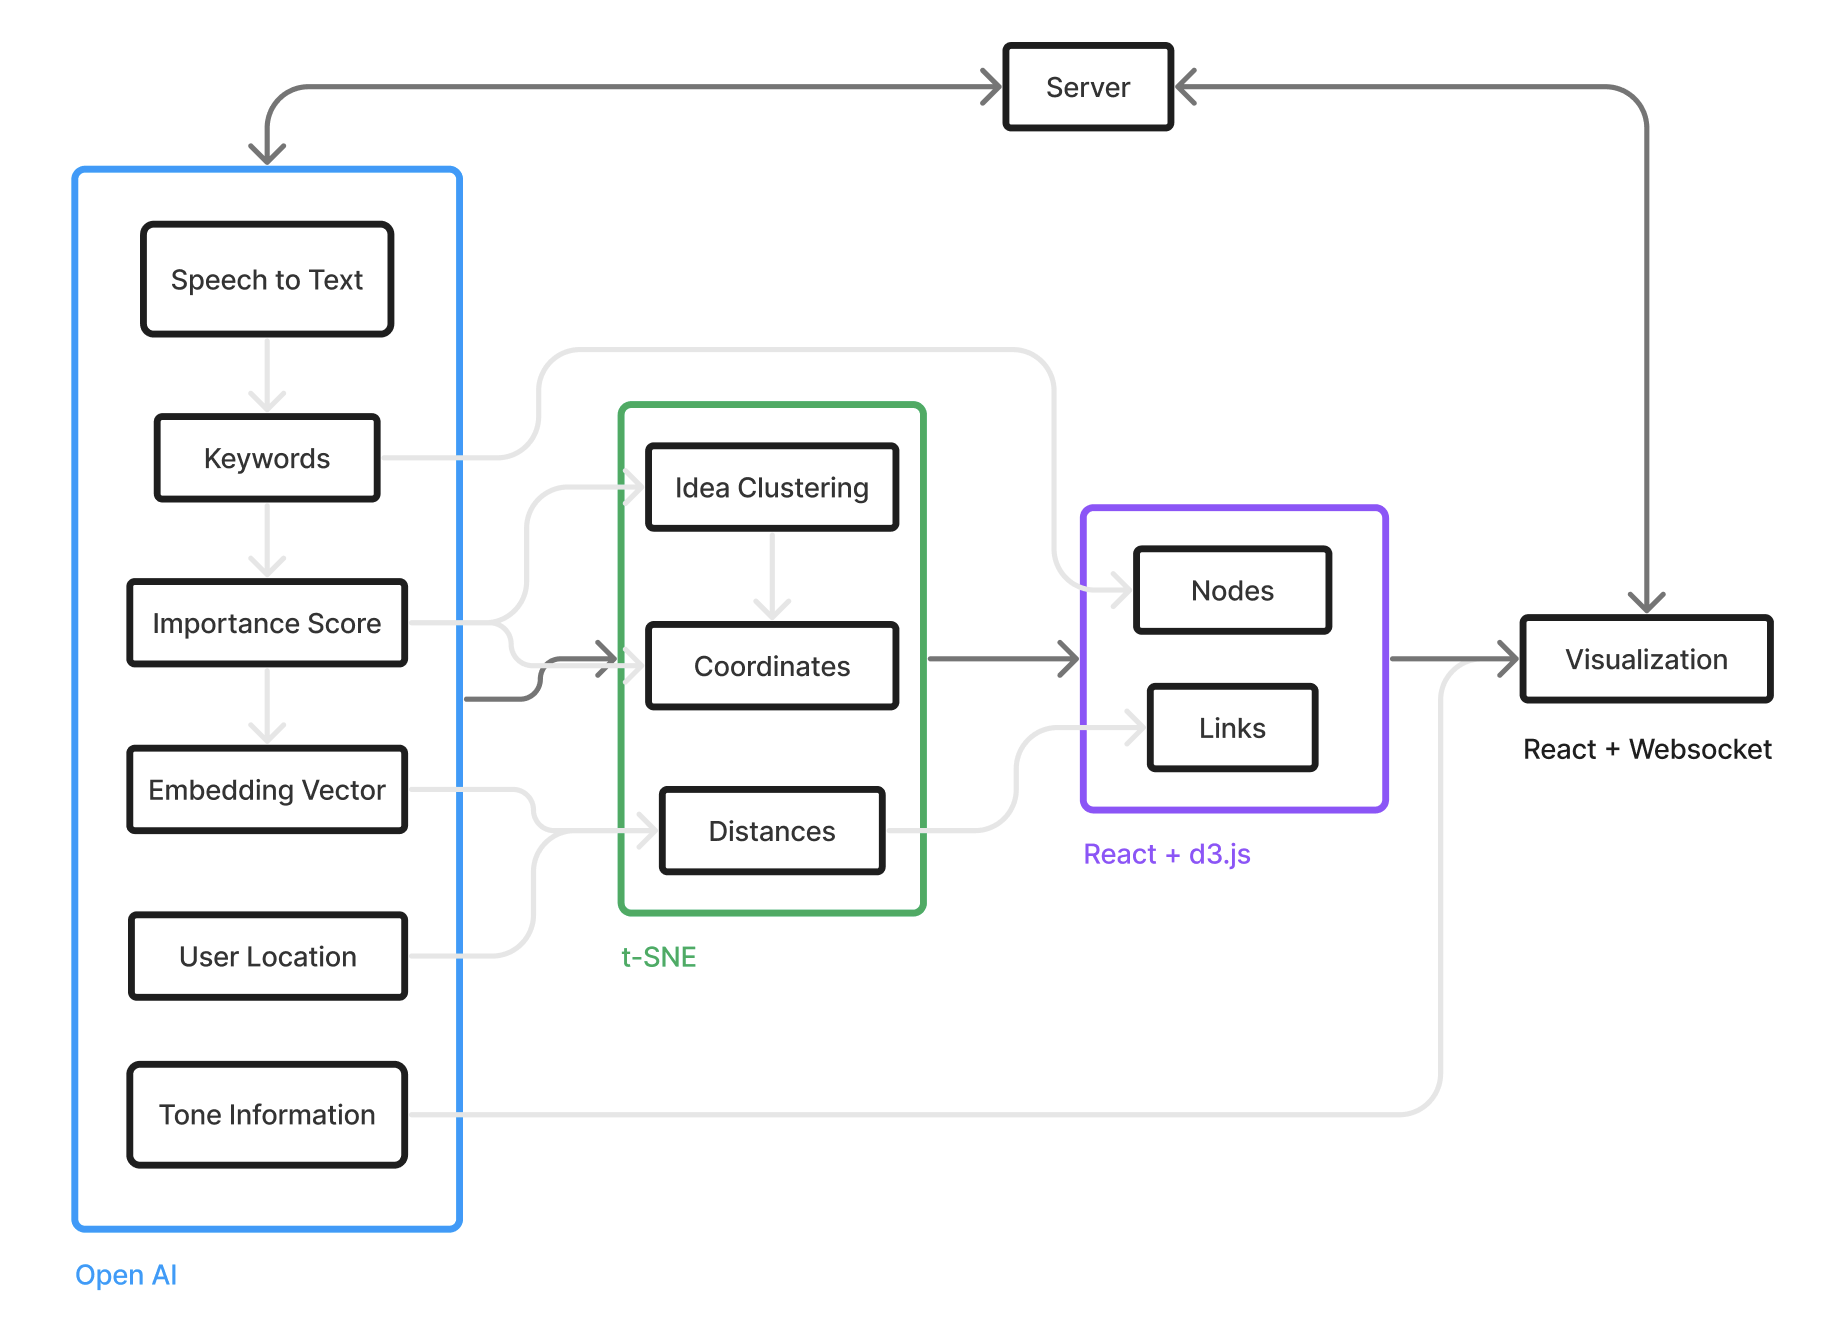 Server
Speech to Text
Keywords
Importance Score
Embedding Vector
User Location
Tone Information
Open AI
Idea Clustering
Coordinates
Distances
t-SNE
Nodes
Links
React + d3.js
Visualization
React + Websocket